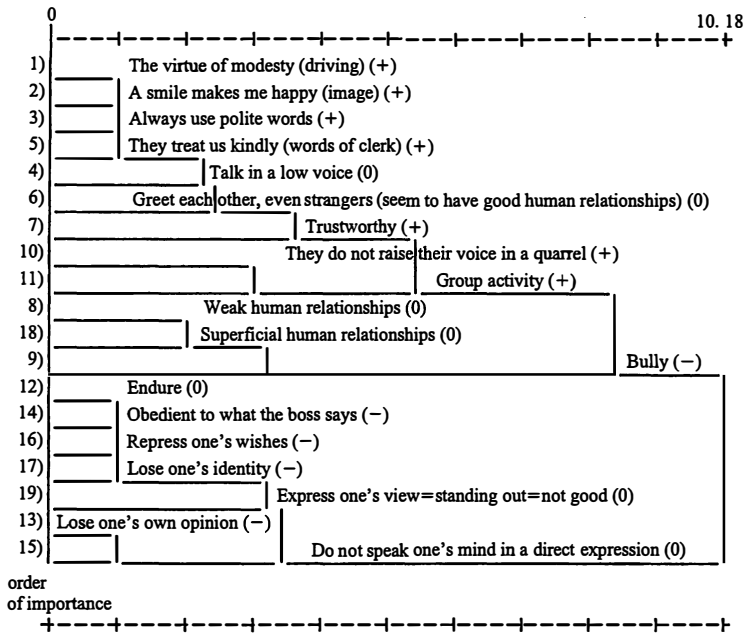 0
10. 18
1) The virtue of modesty (driving) (+)
2) A smile makes me happy (image) (+)
3) Always use polite words (+)
5) They treat us kindly (words of clerk) (+)
4) Talk in a low voice (0)
6) Greet each other, even strangers (seem to have good human relationships) (0)
7) Trustworthy (+)
10) They do not raise their voice in a quarrel (+)
11) Group activity (+)
8) Weak human relationships (0)
18) Superficial human relationships (0)
9) Bully (−)
12) Endure (0)
14) Obedient to what the boss says (−)
16) Repress one's wishes (−)
17) Lose one's identity (−)
19) Express one's view=standing out=not good (0)
13) Lose one's own opinion (−)
15) Do not speak one's mind in a direct expression (0)
order
of importance